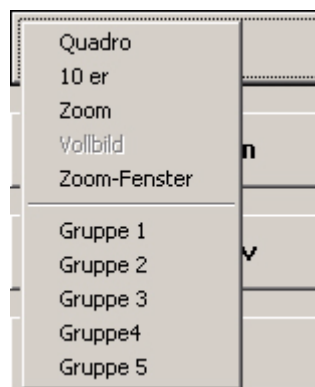 Quadro
10 er
Zoom
Vollbild
Zoom-Fenster
Gruppe 1
Gruppe 2
Gruppe 3
Gruppe4
Gruppe 5
n
v